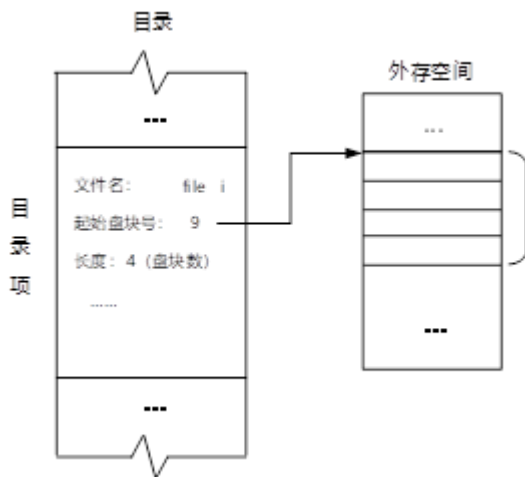 目录
外存空间
...
...
文件名： file i
目录项
起始盘块号： 9
长度：4（盘块数）
......
...
...